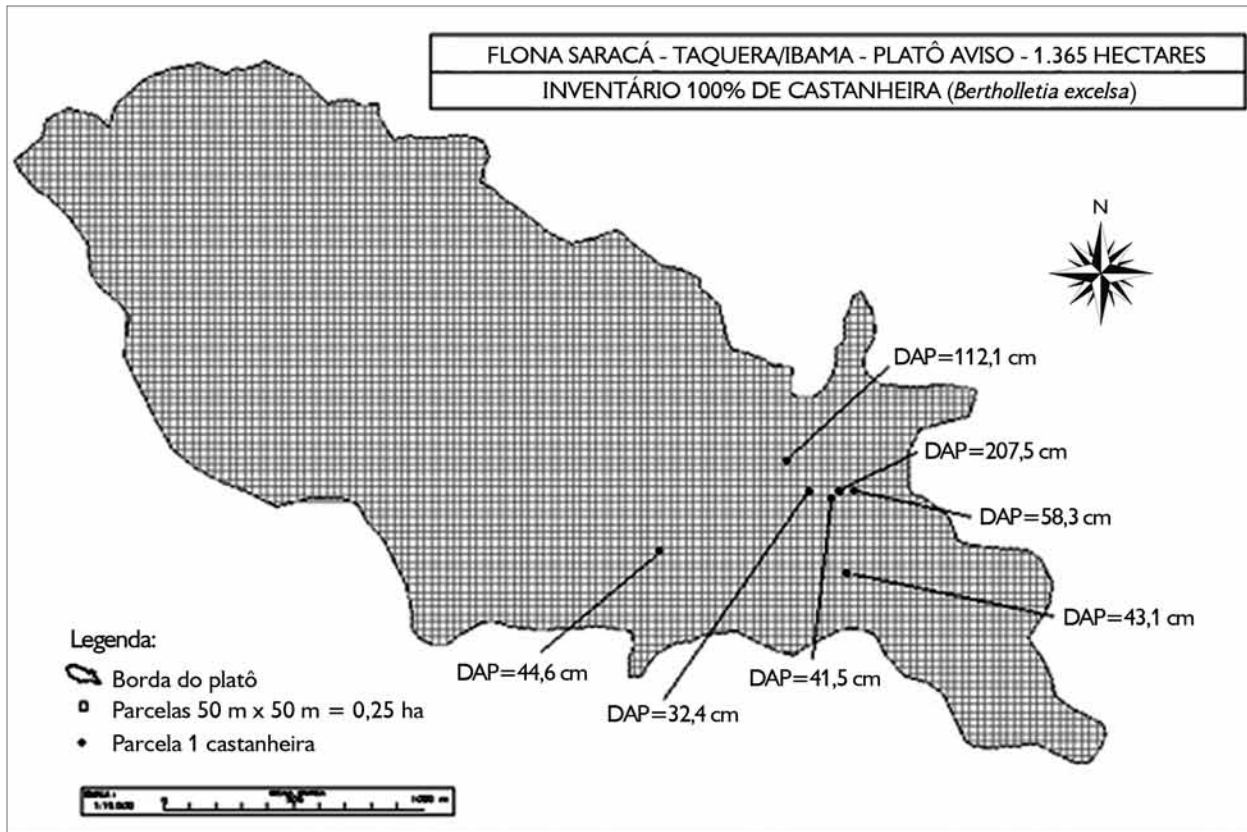 FLONA SARACÁ - TAQUERA/IBAMA - PLATÔ AVISO - 1.365 HECTARES
INVENTÁRIO 100% DE CASTANHEIRA (Bertholletia excelsa)
N
DAP=112,1 cm
DAP=207,5 cm
DAP=58,3 cm
DAP=43,1 cm
DAP=44,6 cm
DAP=41,5 cm
DAP=32,4 cm
Legenda:
Borda do platô
Parcelas 50 m x 50 m = 0,25 ha
Parcela 1 castanheira
0